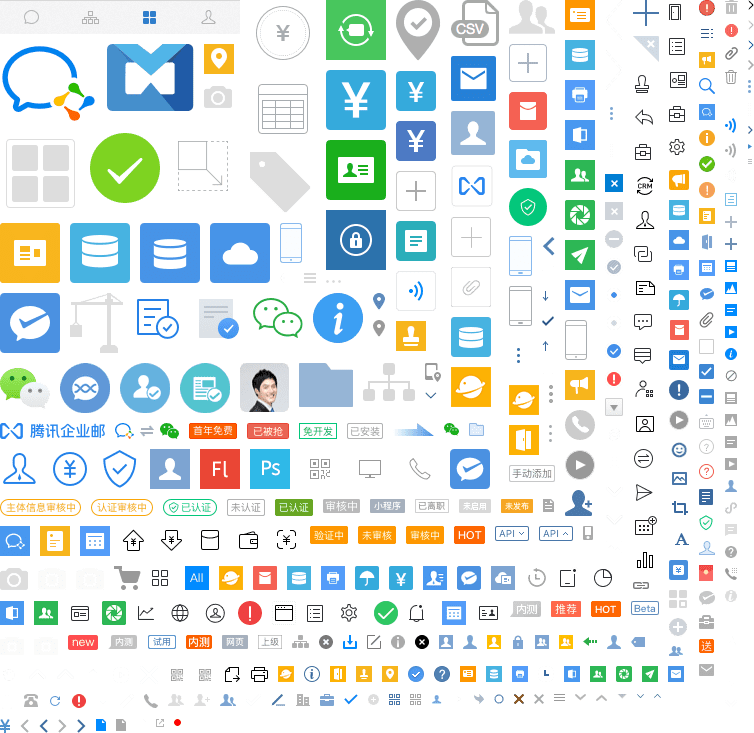 CSV
腾讯企业邮
首年免费
已被抢
免开发
已安装
Fl
Ps
手动添加
主体信息审核中
认证审核中
已认证
未认证
已认证
审核中
小程序
已离职
未启用
未发布
验证中
未审核
审核中
HOT
API
API
All
内测
推荐
HOT
Beta
new
内测
试用
内测
网页
上级
CRM
送